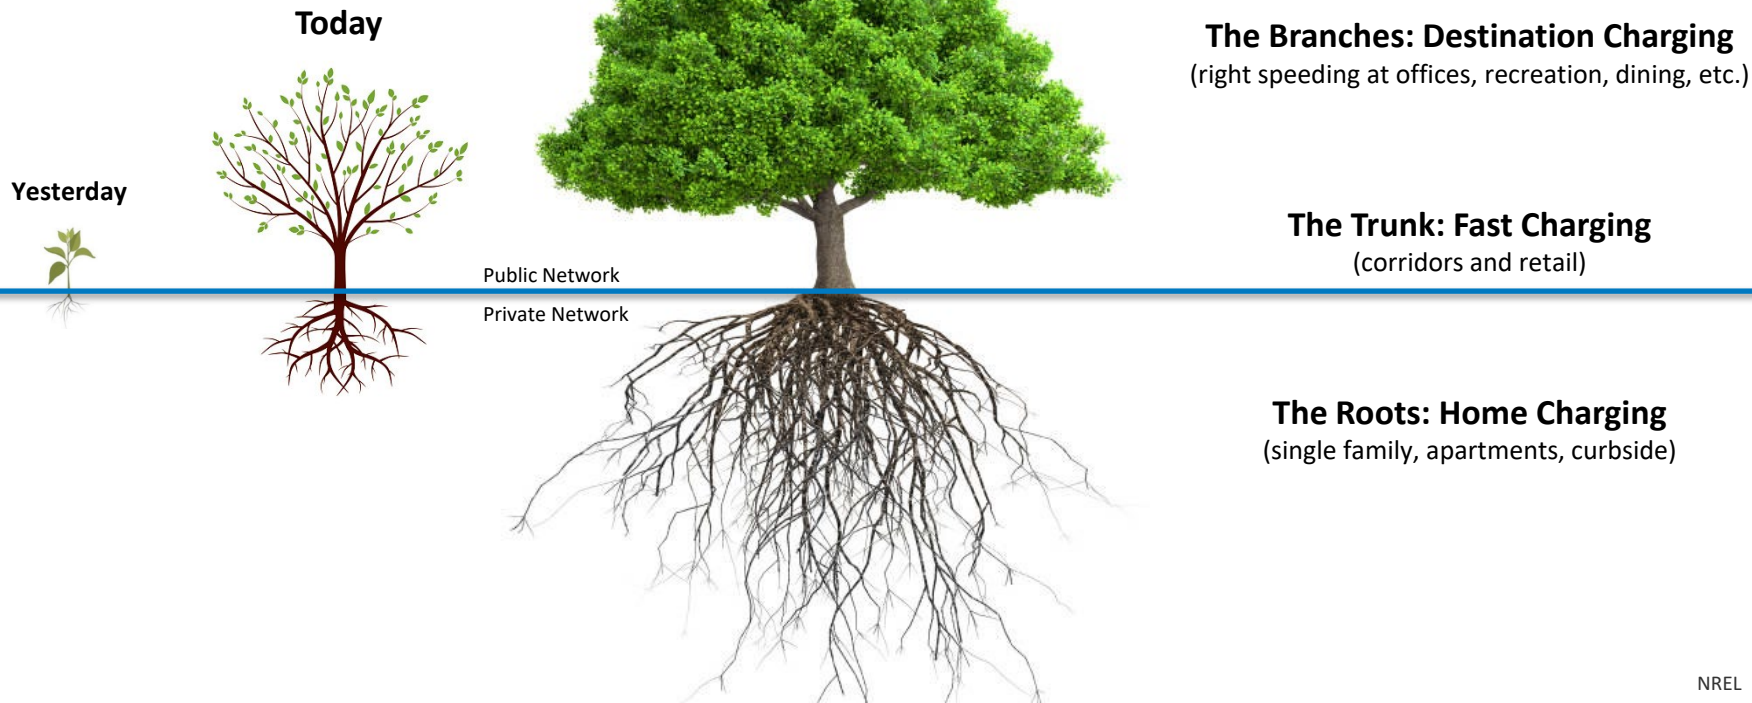 Today
Yesterday
Public Network
Private Network
The Branches: Destination Charging
(right speeding at offices, recreation, dining, etc.)
The Trunk: Fast Charging
(corridors and retail)
The Roots: Home Charging
(single family, apartments, curbside)
NREL